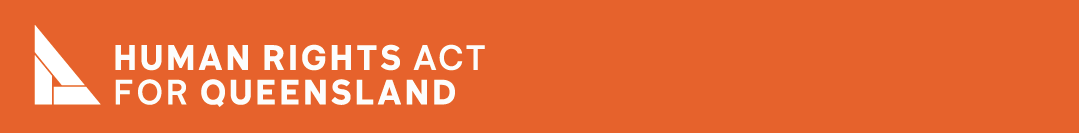 HUMAN RIGHTS ACT
FOR QUEENSLAND